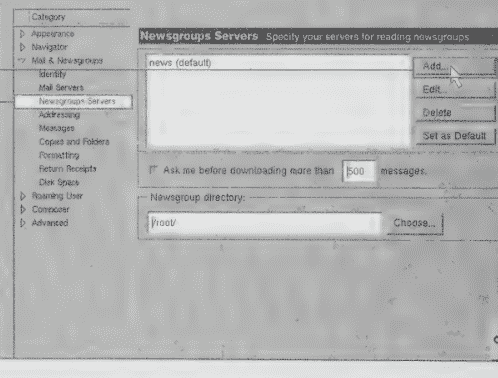 Category
Appearance
Navigator
Mail & Newsgroups
Identity
Mail Servers
Newsgroups Servers
Addressing
Messages
Copies and Folders
Formatting
Return Receipts
Disk Space
Roaming User
Composer
Advanced
Newsgroups Servers Specify your servers for reading newsgroups
news (default)
Add...
Edit...
Delete
Set as Default
Ask me before downloading more than 500 messages.
Newsgroup directory:
/root/
Choose...